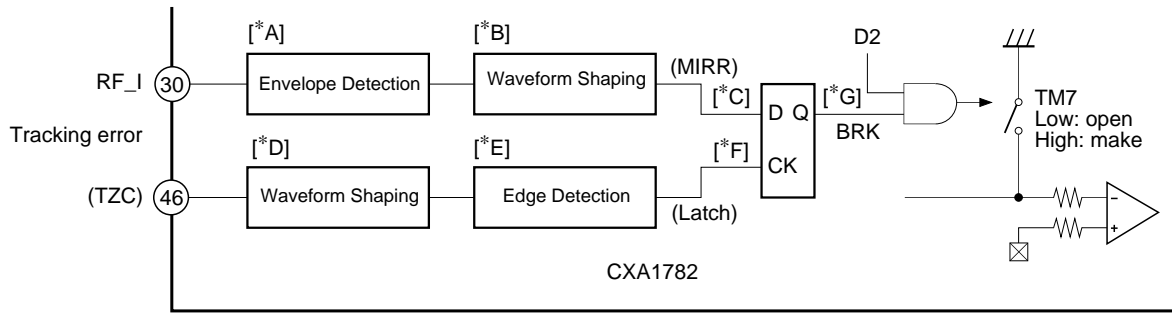 [*A]
[*B]
D2
RF_I
30
Envelope Detection
Waveform Shaping
(MIRR)
[*C]
D Q
[*G]
BRK
TM7
Low: open
High: make
Tracking error
[*D]
[*E]
[*F]
CK
(TZC)
46
Waveform Shaping
Edge Detection
(Latch)
−
+
CXA1782